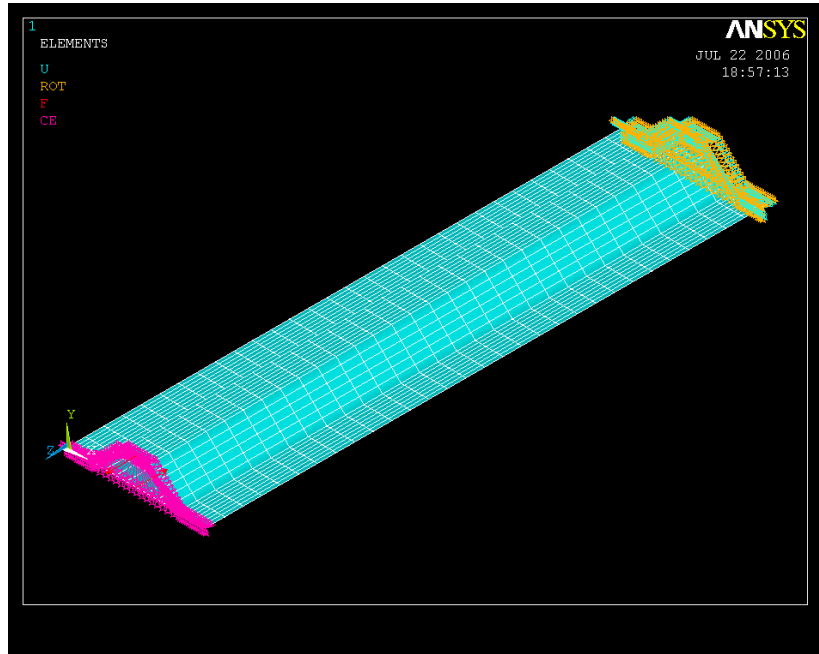 1
ELEMENTS
U
ROT
F
CE
ANSYS
JUL 22 2006
18:57:13
Y
Z
X